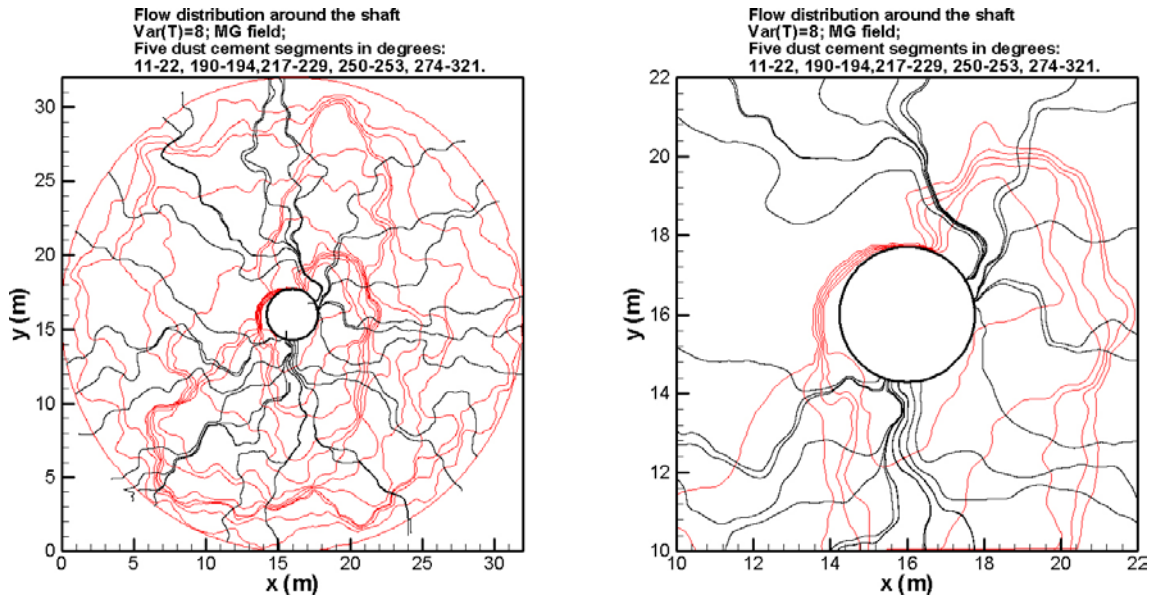 Flow distribution around the shaft
Var(T)=8; MG field;
Five dust cement segments in degrees:
11-22, 190-194,217-229, 250-253, 274-321.
30
25
20
15
10
5
0
y (m)
0 5 10 15 20 25 30
x (m)
Flow distribution around the shaft
Var(T)=8; MG field;
Five dust cement segments in degrees:
11-22, 190-194,217-229, 250-253, 274-321.
22
20
18
16
14
12
10
y (m)
10 12 14 16 18 20 22
x (m)